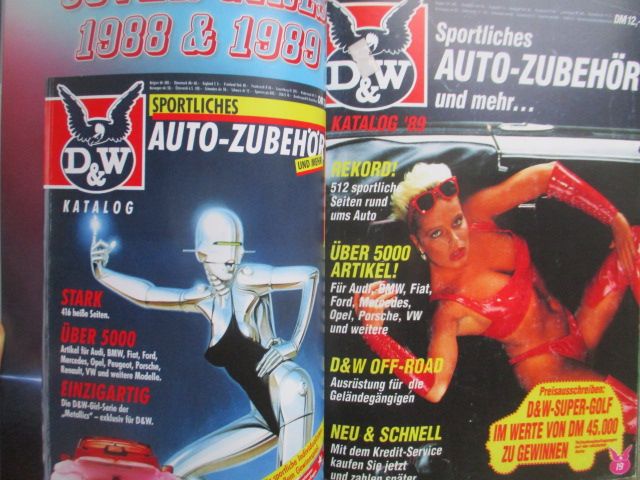 1988 & 1989
D&W
SPORTLICHES
AUTO-ZUBEHÖR
UND MEHR
KATALOG
STARK
416 heiße Seiten.
ÜBER 5000
Artikel für Audi, BMW, Fiat, Ford,
Mercedes, Opel, Peugeot, Porsche,
Renault, VW und weitere Modelle.
EINZIGARTIG
Die D&W-Girl-Serie der
„Metallics“ – exklusiv für D&W.
DM 12,-
D&W
Sportliches
AUTO-ZUBEHÖR
und mehr...
KATALOG '89
REKORD!
512 sportliche
Seiten rund
ums Auto
ÜBER 5000
ARTIKEL!
Für Audi, BMW, Fiat,
Ford, Mercedes,
Opel, Porsche, VW
und weitere
D&W OFF-ROAD
Ausrüstung für die
Geländegängigen
NEU & SCHNELL
Mit dem Kredit-Service
kaufen Sie jetzt
und zahlen später
Preisausschreiben:
D&W-SUPER-GOLF
IM WERTE VON DM 45.000
ZU GEWINNEN
19